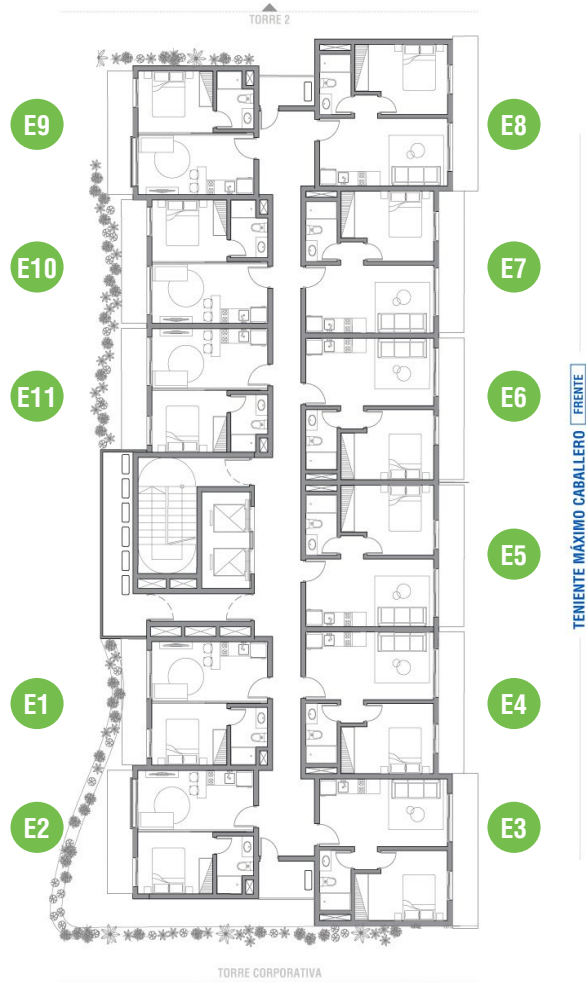 TORRE 2
E9
E8
E10
E7
E11
E6
TENIENTE MÁXIMO CABALLERO FRENTE
E5
E1
E4
E2
E3
TORRE CORPORATIVA